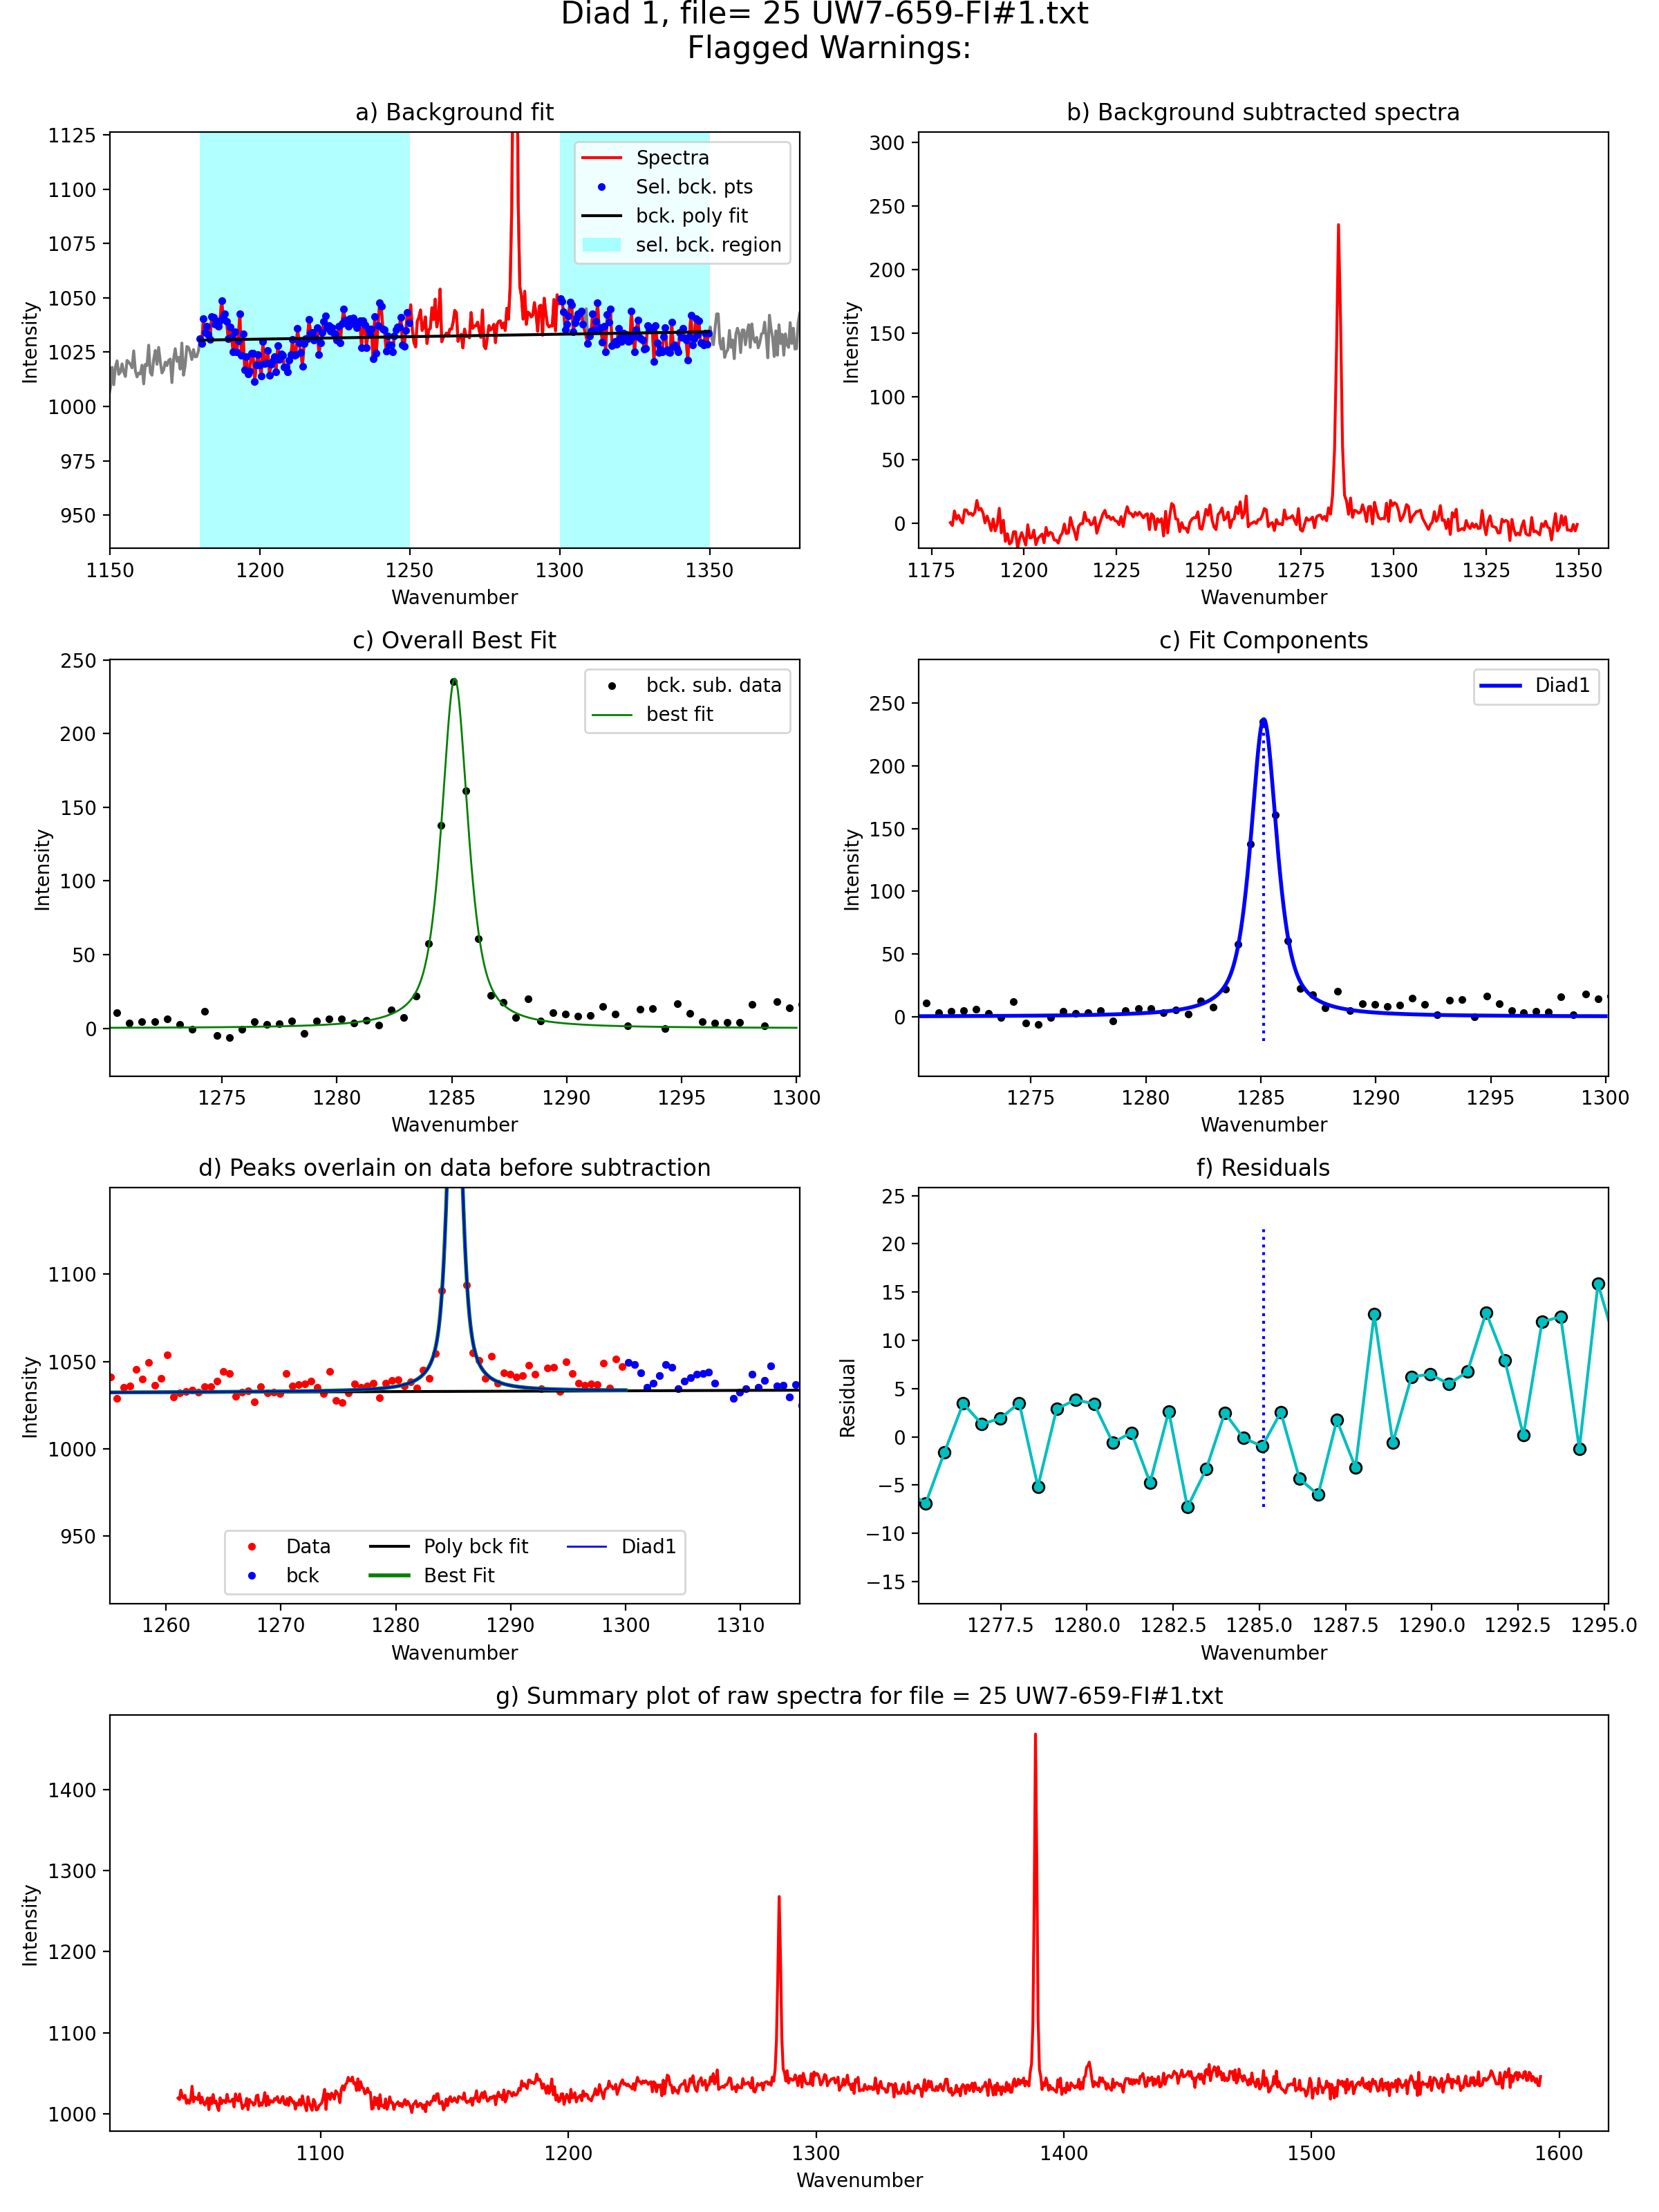 Diad 1, file= 25 UW7-659-FI#1.txt
Flagged Warnings:
a) Background fit
1125
1100
1075
1050
1025
1000
975
950
Intensity
Spectra
Sel. bck. pts
bck. poly fit
sel. bck. region
1150 1200 1250 1300 1350
Wavenumber
b) Background subtracted spectra
300
250
200
150
100
50
0
Intensity
1175 1200 1225 1250 1275 1300 1325 1350
Wavenumber
c) Overall Best Fit
250
200
150
100
50
0
Intensity
bck. sub. data
best fit
1275 1280 1285 1290 1295 1300
Wavenumber
c) Fit Components
250
200
150
100
50
0
Intensity
Diad1
1275 1280 1285 1290 1295 1300
Wavenumber
d) Peaks overlain on data before subtraction
1100
1050
1000
950
Intensity
Data Poly bck fit Diad1
bck Best Fit
1260 1270 1280 1290 1300 1310
Wavenumber
f) Residuals
25
20
15
10
5
0
−5
−10
−15
Residual
1277.5 1280.0 1282.5 1285.0 1287.5 1290.0 1292.5 1295.0
Wavenumber
g) Summary plot of raw spectra for file = 25 UW7-659-FI#1.txt
1400
1300
1200
1100
1000
Intensity
1100 1200 1300 1400 1500 1600
Wavenumber